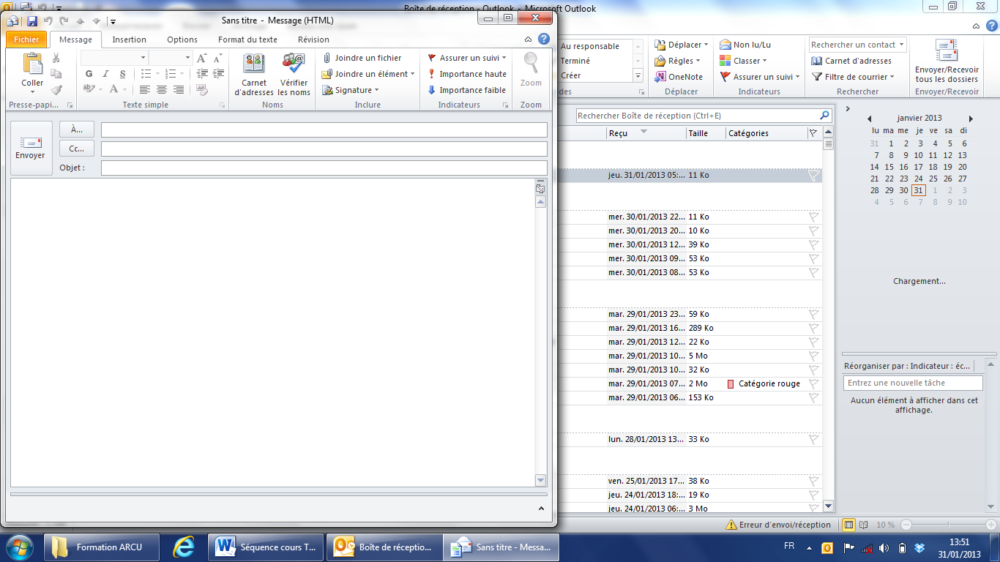 Boîte de réception - Outlook - Microsoft Outlook
Sans titre - Message (HTML)
Fichier Message Insertion Options Format du texte Révision
Coller
G I S
Carnet d'adresses
Vérifier les noms
Joindre un fichier
Joindre un élément
Signature
Assurer un suivi
Importance haute
Importance faible
Zoom
Presse-papi... Texte simple Noms Inclure Indicateurs Zoom
Au responsable
Terminé
Créer
des
Déplacer
Règles
OneNote
Déplacer
Non lu/Lu
Classer
Assurer un suivi
Indicateurs
Rechercher un contact
Carnet d'adresses
Filtre de courrier
Rechercher
Envoyer/Recevoir
tous les dossiers
Envoyer/Recevoir
Envoyer
À...
Cc...
Objet :
Rechercher Boîte de réception (Ctrl+E)
Reçu Taille Catégories
jeu. 31/01/2013 05:... 11 Ko
mer. 30/01/2013 22... 11 Ko
mer. 30/01/2013 20... 10 Ko
mer. 30/01/2013 12... 39 Ko
mer. 30/01/2013 09... 53 Ko
mer. 30/01/2013 08... 53 Ko
mar. 29/01/2013 23... 59 Ko
mar. 29/01/2013 16... 289 Ko
mar. 29/01/2013 12... 22 Ko
mar. 29/01/2013 10... 5 Mo
mar. 29/01/2013 10... 32 Ko
mar. 29/01/2013 07... 2 Mo Catégorie rouge
mar. 29/01/2013 06... 153 Ko
lun. 28/01/2013 13... 33 Ko
ven. 25/01/2013 17... 38 Ko
jeu. 24/01/2013 18:... 19 Ko
jeu. 24/01/2013 06:... 3 Mo
janvier 2013
lu ma me je ve sa di
31 1 2 3 4 5 6
7 8 9 10 11 12 13
14 15 16 17 18 19 20
21 22 23 24 25 26 27
28 29 30 31 1 2 3
4 5 6 7 8 9 10
Chargement...
Réorganiser par : Indicateur : éc...
Entrez une nouvelle tâche
Aucun élément à afficher dans cet
affichage.
Erreur d'envoi/réception
10 %
Formation ARCU
Séquence cours T...
Boîte de réceptio...
Sans titre - Messa...
FR
13:51
31/01/2013